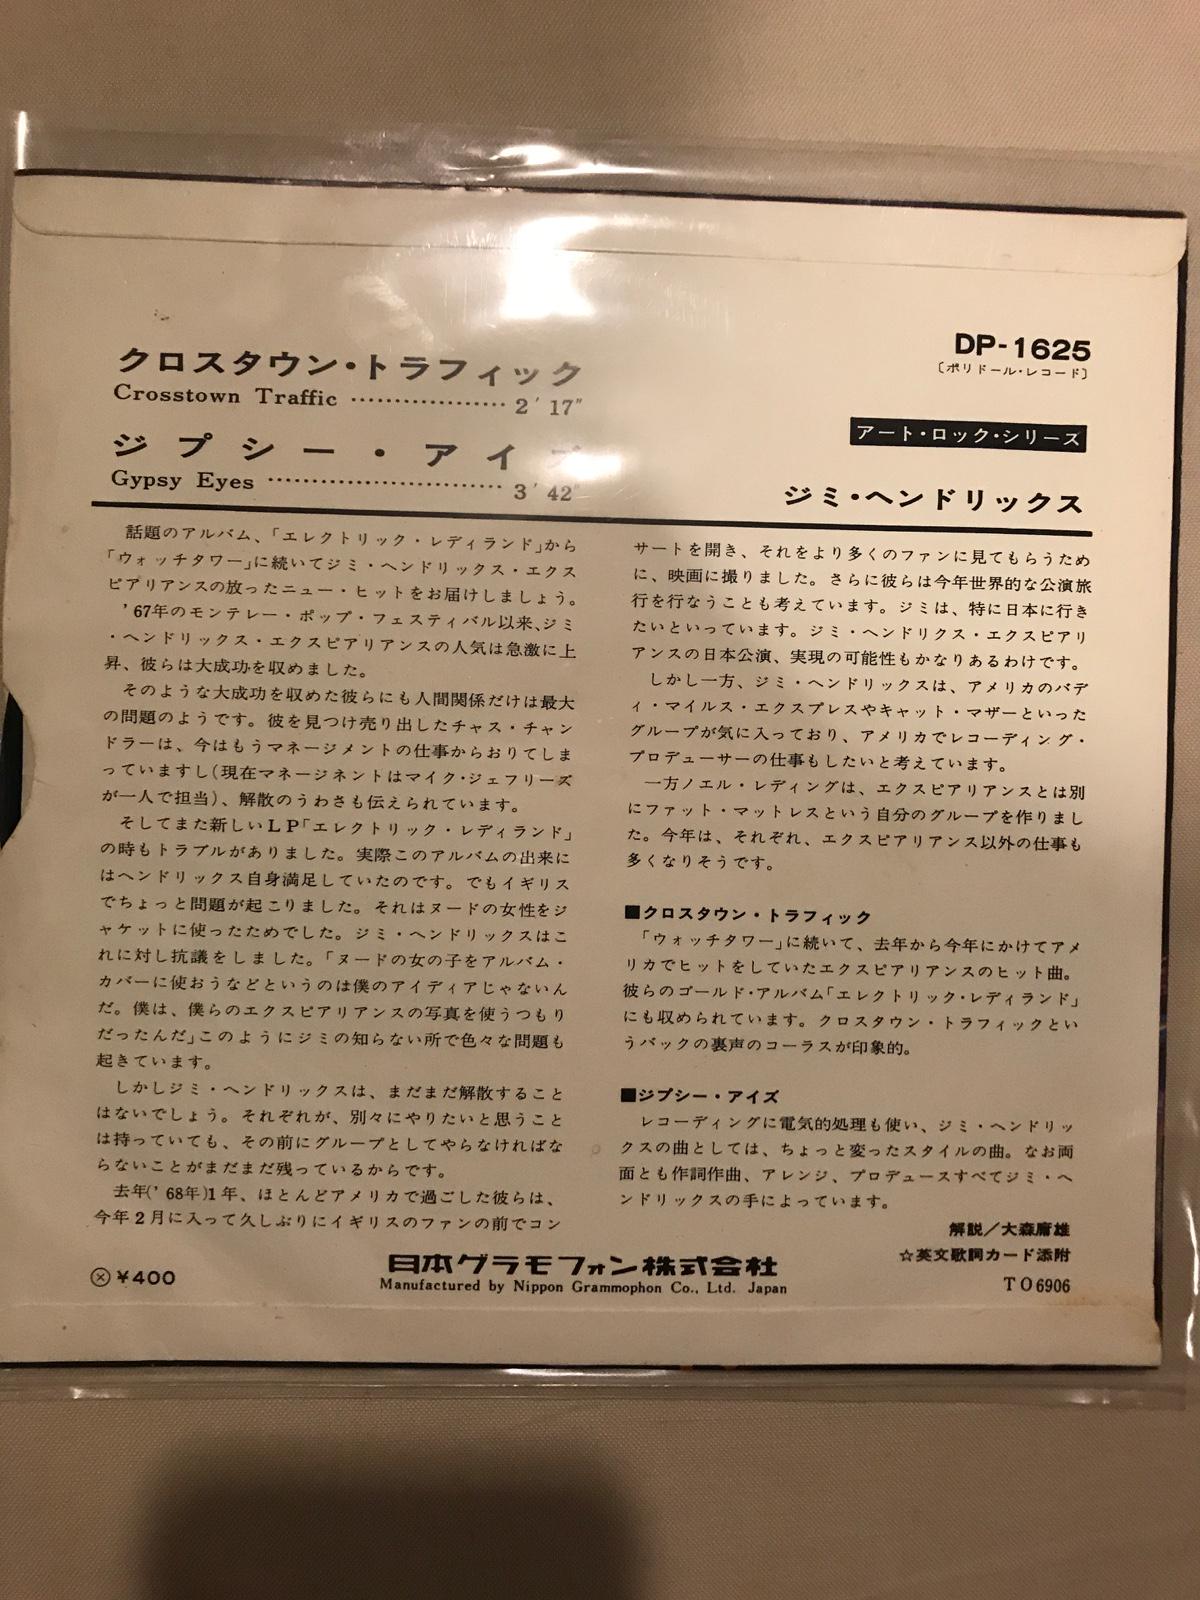 クロスタウン・トラフィック
Crosstown Traffic ………………2′17″
ジプシー・アイズ
Gypsy Eyes ……………………… 3′42″
DP-1625
〔ポリドール・レコード〕
アート・ロック・シリーズ
ジミ・ヘンドリックス
話題のアルバム、「エレクトリック・レディランド」から
「ウォッチタワー」に続いてジミ・ヘンドリックス・エクス
ピアリアンスの放ったニュー・ヒットをお届けしましょう。
’67年のモンテレー・ポップ・フェスティバル以来、ジミ
・ヘンドリックス・エクスピアリアンスの人気は急激に上
昇、彼らは大成功を収めました。
そのような大成功を収めた彼らにも人間関係だけは最大
の問題のようです。彼を見つけ売り出したチャス・チャン
ドラーは、今はもうマネージメントの仕事からおりてしま
っていますし(現在マネージネントはマイク・ジェフリーズ
が一人で担当)、解散のうわさも伝えられています。
そしてまた新しいLP「エレクトリック・レディランド」
の時もトラブルがありました。実際このアルバムの出来に
はヘンドリックス自身満足していたのです。でもイギリス
でちょっと問題が起こりました。それはヌードの女性をジ
ャケットに使ったためでした。ジミ・ヘンドリックスはこ
れに対し抗議をしました。「ヌードの女の子をアルバム・
カバーに使おうなどというのは僕のアイディアじゃないん
だ。僕は、僕らのエクスピアリアンスの写真を使うつもり
だったんだ」このようにジミの知らない所で色々な問題も
起きています。
しかしジミ・ヘンドリックスは、まだまだ解散すること
はないでしょう。それぞれが、別々にやりたいと思うこと
は持っていても、その前にグループとしてやらなければな
らないことがまだまだ残っているからです。
去年(’68年)1年、ほとんどアメリカで過ごした彼らは、
今年2月に入って久しぶりにイギリスのファンの前でコン
サートを開き、それをより多くのファンに見てもらうため
に、映画に撮りました。さらに彼らは今年世界的な公演旅
行を行なうことも考えています。ジミは、特に日本に行き
たいといっています。ジミ・ヘンドリクス・エクスピアリ
アンスの日本公演、実現の可能性もかなりあるわけです。
しかし一方、ジミ・ヘンドリックスは、アメリカのバデ
ィ・マイルス・エクスプレスやキャット・マザーといった
グループが気に入っており、アメリカでレコーディング・
プロデューサーの仕事もしたいと考えています。
一方ノエル・レディングは、エクスピアリアンスとは別
にファット・マットレスという自分のグループを作りまし
た。今年は、それぞれ、エクスピアリアンス以外の仕事も
多くなりそうです。
■クロスタウン・トラフィック
「ウォッチタワー」に続いて、去年から今年にかけてアメ
リカでヒットをしていたエクスピアリアンスのヒット曲。
彼らのゴールド・アルバム「エレクトリック・レディランド」
にも収められています。クロスタウン・トラフィックとい
うバックの裏声のコーラスが印象的。
■ジプシー・アイズ
レコーディングに電気的処理も使い、ジミ・ヘンドリッ
クスの曲としては、ちょっと変ったスタイルの曲。なお両
面とも作詞作曲、アレンジ、プロデュースすべてジミ・ヘ
ンドリックスの手によっています。
解説／大森庸雄
☆英文歌詞カード添附
TO6906
ⓧ¥400
日本グラモフォン株式会社
Manufactured by Nippon Grammophon Co., Ltd. Japan